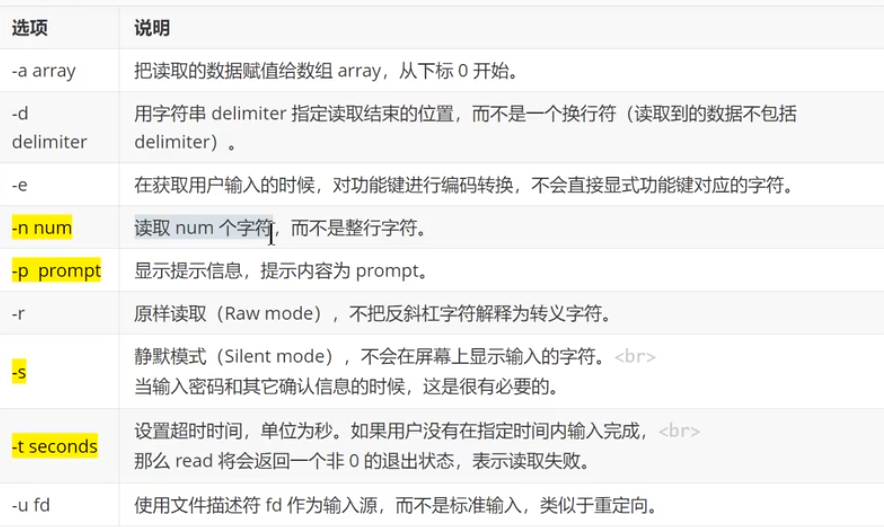 选项 说明
-a array 把读取的数据赋值给数组 array，从下标 0 开始。
-d 用字符串 delimiter 指定读取结束的位置，而不是一个换行符（读取到的数据不包括
delimiter delimiter）。
-e 在获取用户输入的时候，对功能键进行编码转换，不会直接显式功能键对应的字符。
-n num 读取 num 个字符，而不是整行字符。
-p prompt 显示提示信息，提示内容为 prompt。
-r 原样读取（Raw mode），不把反斜杠字符解释为转义字符。
静默模式（Silent mode），不会在屏幕上显示输入的字符。<br>
-s
当输入密码和其它确认信息的时候，这是很有必要的。
设置超时时间，单位为秒。如果用户没有在指定时间内输入完成，<br>
-t seconds
那么 read 将会返回一个非 0 的退出状态，表示读取失败。
-u fd 使用文件描述符 fd 作为输入源，而不是标准输入，类似于重定向。